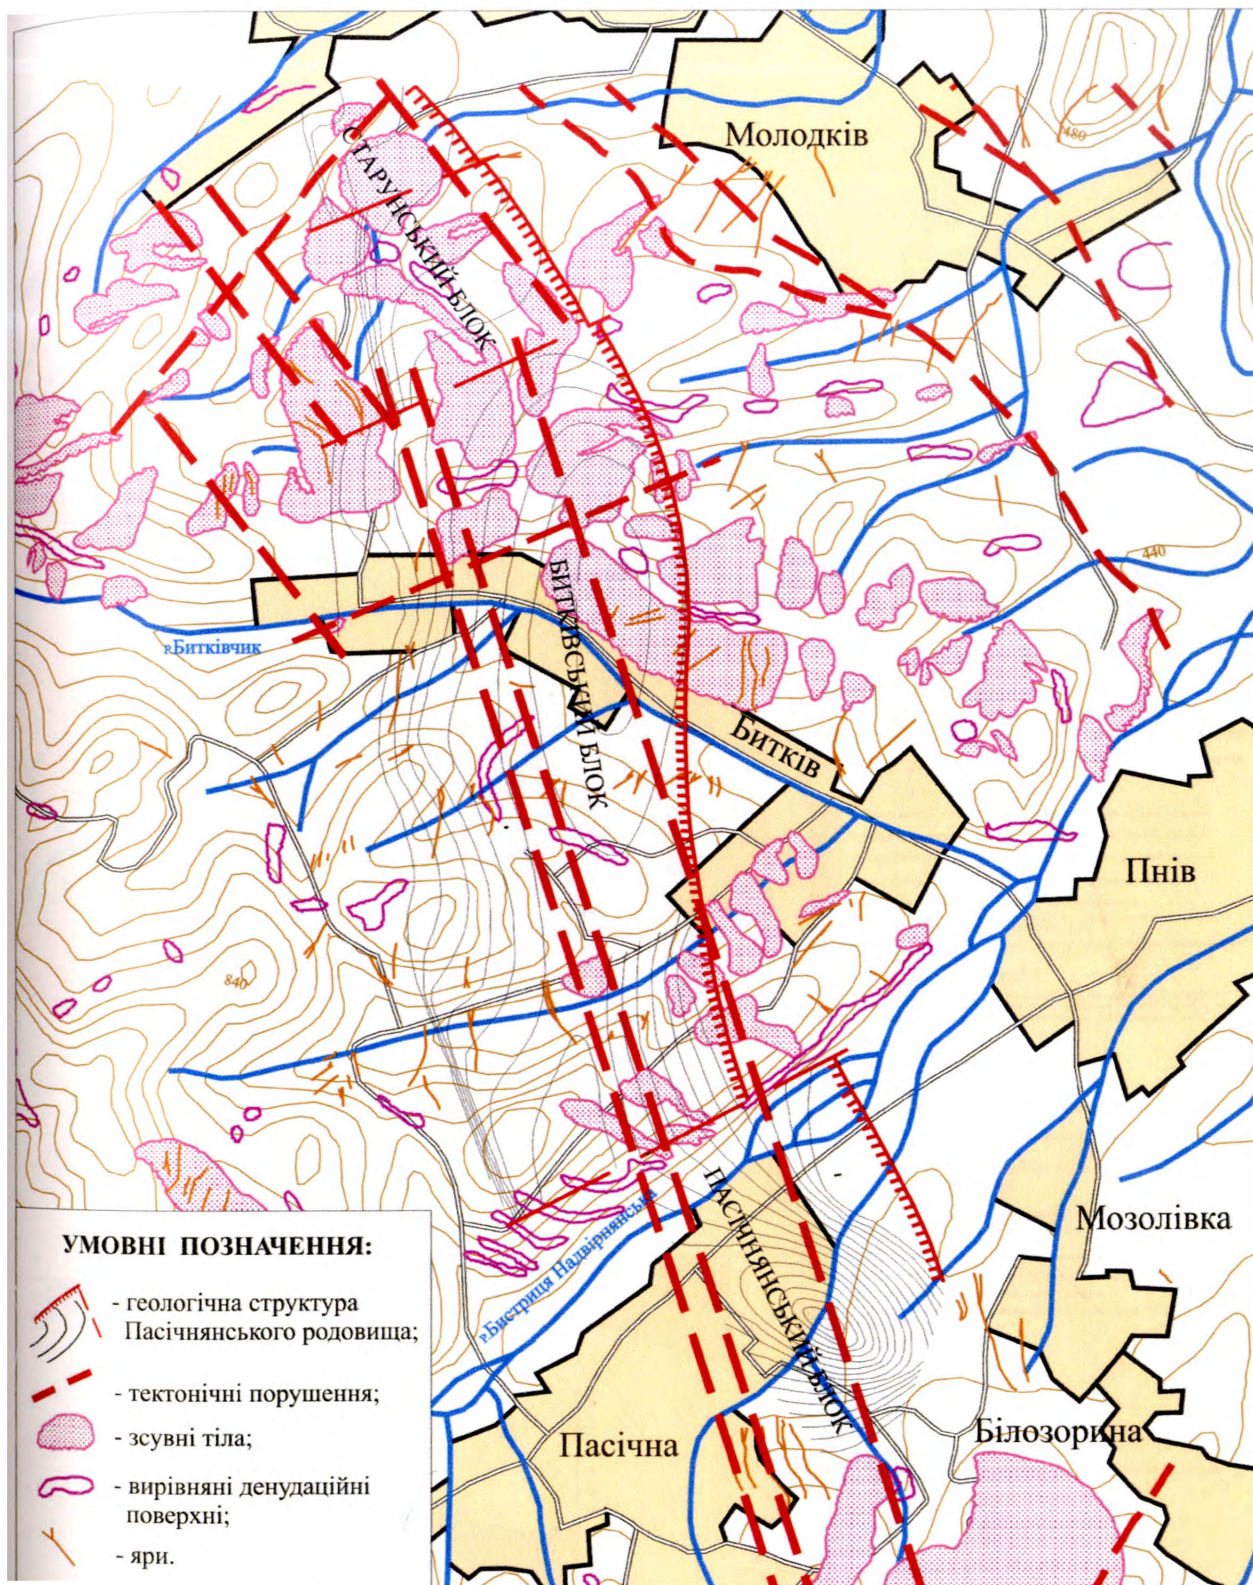 Молодків
480
СТАРУНСЬКИЙ БЛОК
440
БИТКІВСЬКИЙ БЛОК
р.Битківчик
Битків
Пнів
840
ПАСІЧНЯНСЬКИЙ БЛОК
Мозолівка
р.Бистриця Надвірнянська
Білозорина
Пасічна
УМОВНІ ПОЗНАЧЕННЯ:
- геологічна структура
Пасічнянського родовища;
- тектонічні порушення;
- зсувні тіла;
- вирівняні денудаційні
поверхні;
- яри.